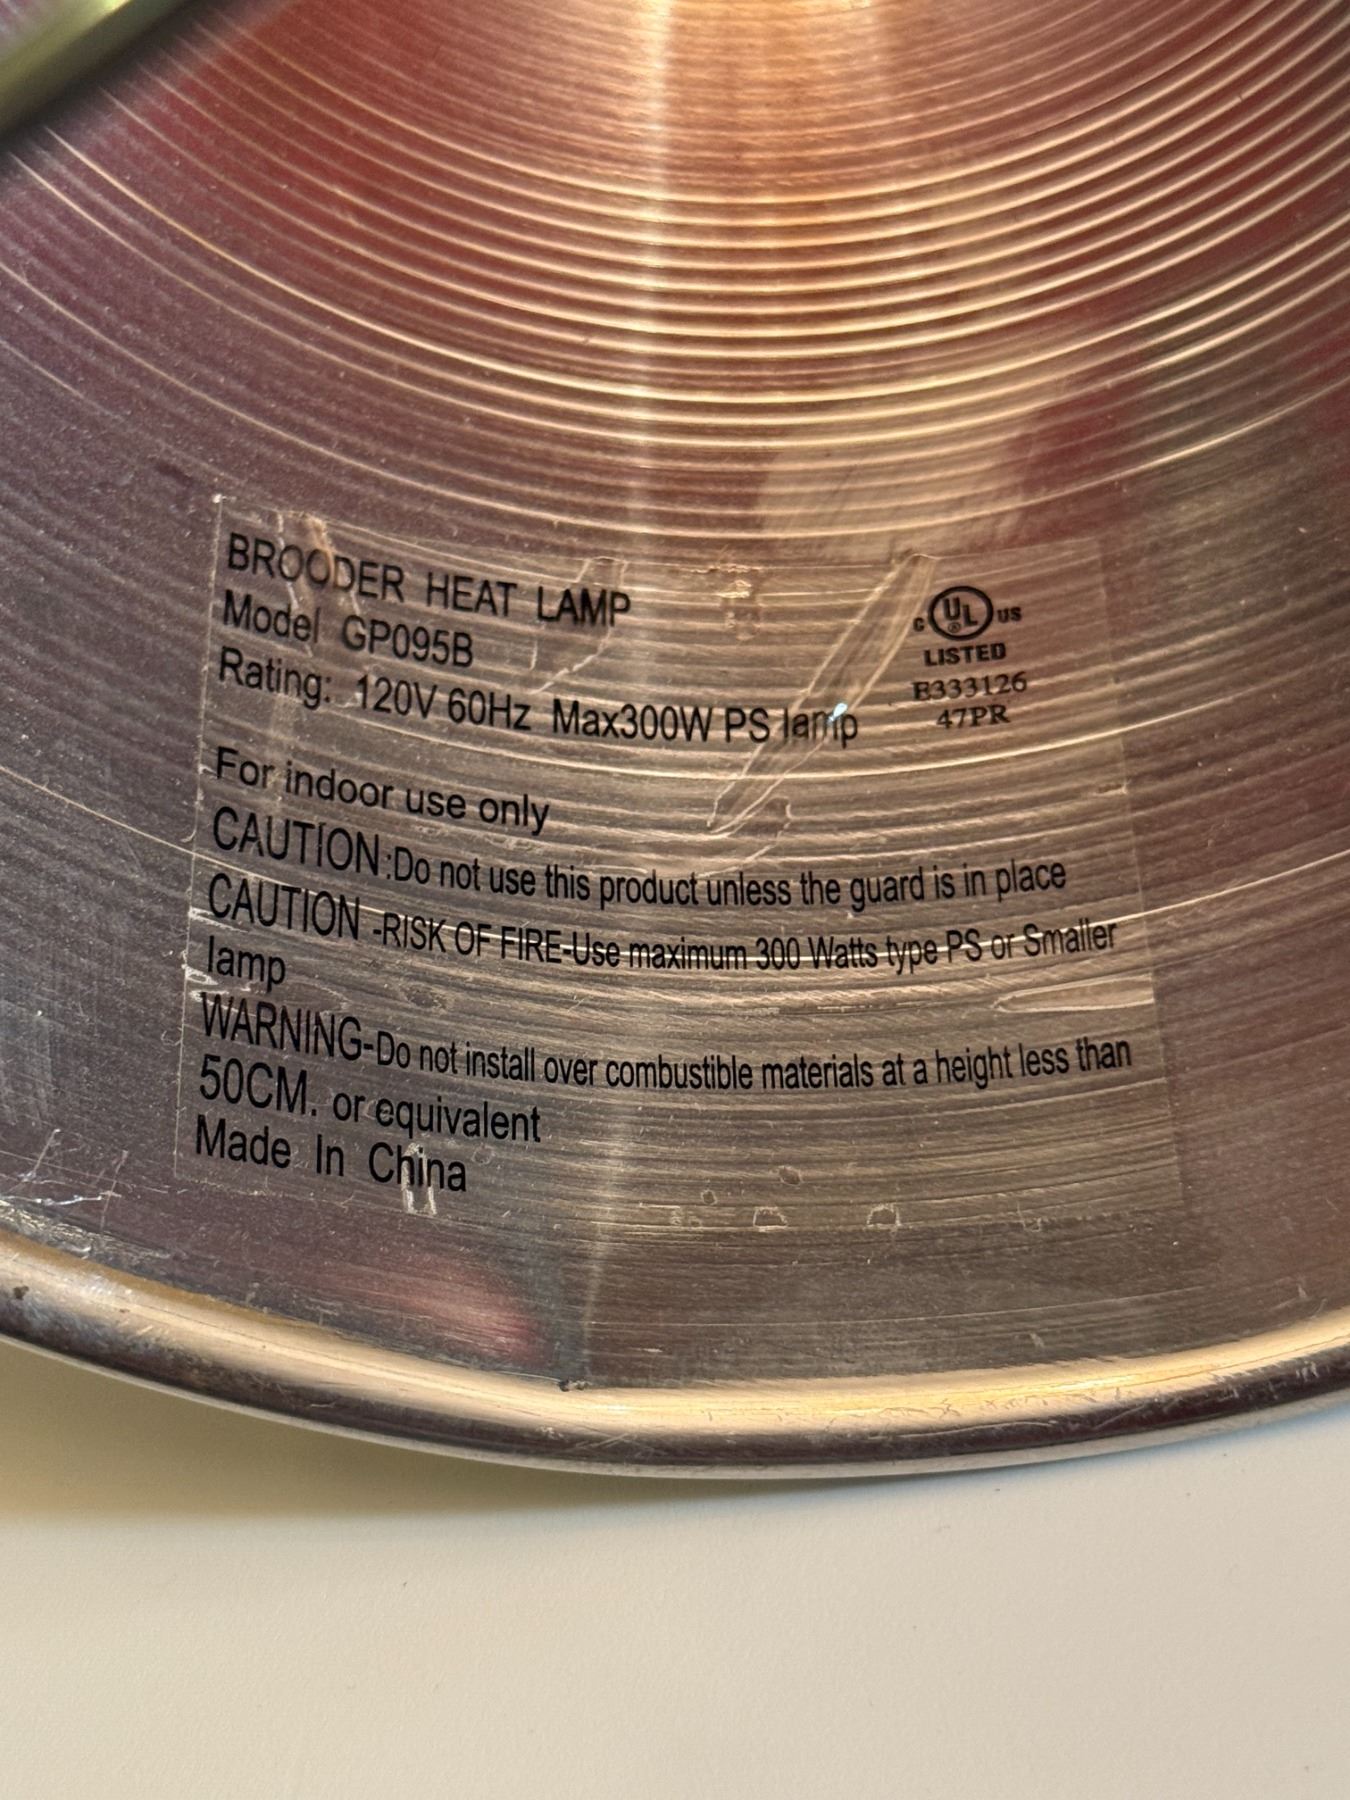 BROODER HEAT LAMP
Model GP095B
Rating: 120V 60Hz Max300W PS lamp
C UL® US
LISTED
E333126
47PR
For indoor use only
CAUTION:Do not use this product unless the guard is in place
CAUTION -RISK OF FIRE-Use maximum 300 Watts type PS or Smaller
lamp
WARNING-Do not install over combustible materials at a height less than
50CM. or equivalent
Made In China